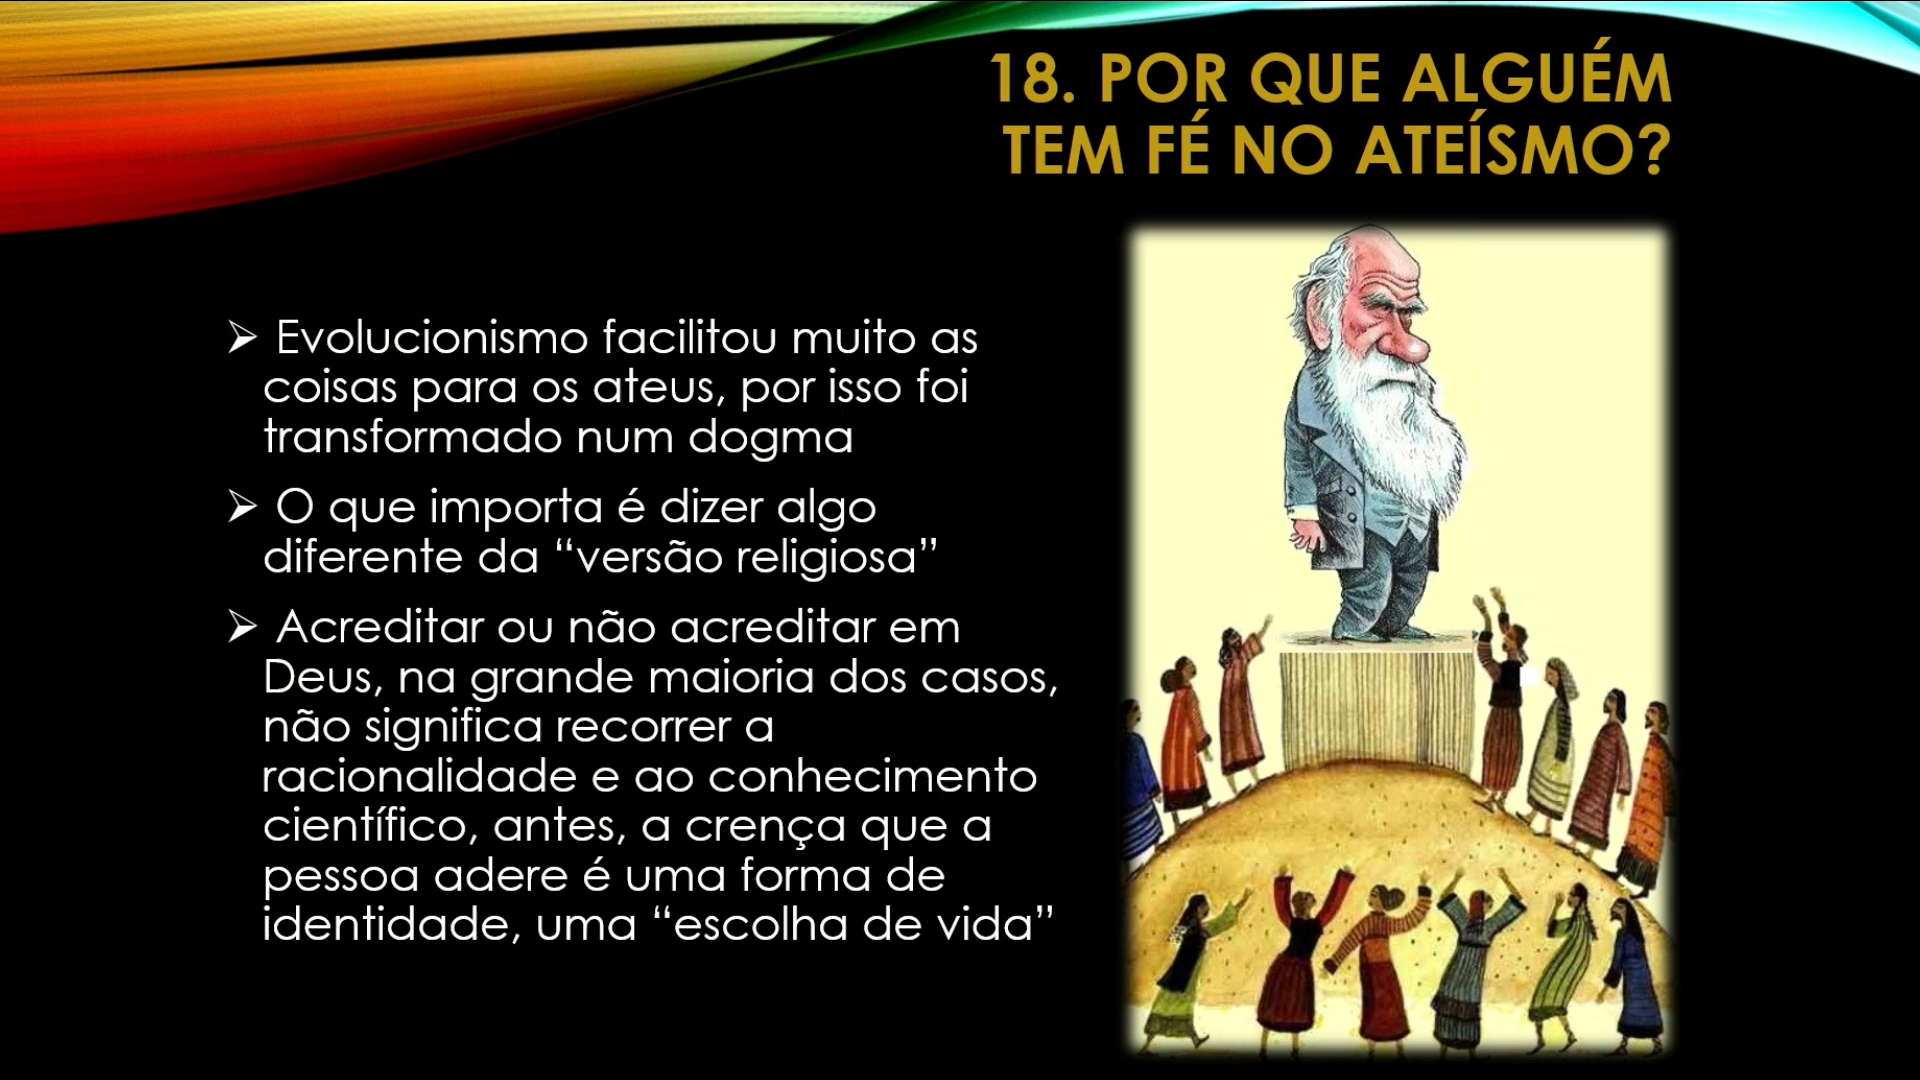 18. POR QUE ALGUÉM
TEM FÉ NO ATEÍSMO?
➢ Evolucionismo facilitou muito as
coisas para os ateus, por isso foi
transformado num dogma
➢ O que importa é dizer algo
diferente da “versão religiosa”
➢ Acreditar ou não acreditar em
Deus, na grande maioria dos casos,
não significa recorrer a
racionalidade e ao conhecimento
científico, antes, a crença que a
pessoa adere é uma forma de
identidade, uma “escolha de vida”